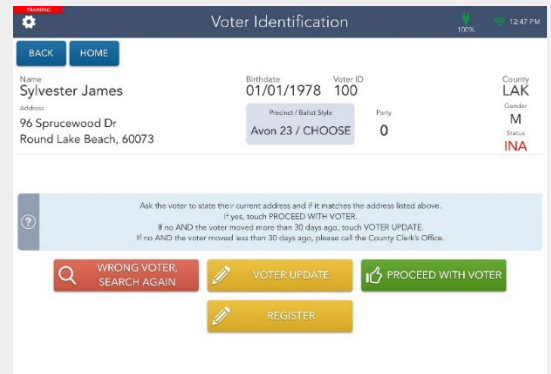 TRAINING
Voter Identification
100%
12:47 PM
BACK
HOME
Name
Sylvester James
Birthdate
01/01/1978
Voter ID
100
County
LAK
Address
96 Sprucewood Dr
Round Lake Beach, 60073
Precinct / Ballot Style
Avon 23 / CHOOSE
Party
0
Gender
M
Status
INA
?
Ask the voter to state their current address and if it matches the address listed above.
If yes, touch PROCEED WITH VOTER.
If no AND the voter moved more than 30 days ago, touch VOTER UPDATE.
If no AND the voter moved less than 30 days ago, please call the County Clerk's Office.
WRONG VOTER,
SEARCH AGAIN
VOTER UPDATE
PROCEED WITH VOTER
REGISTER